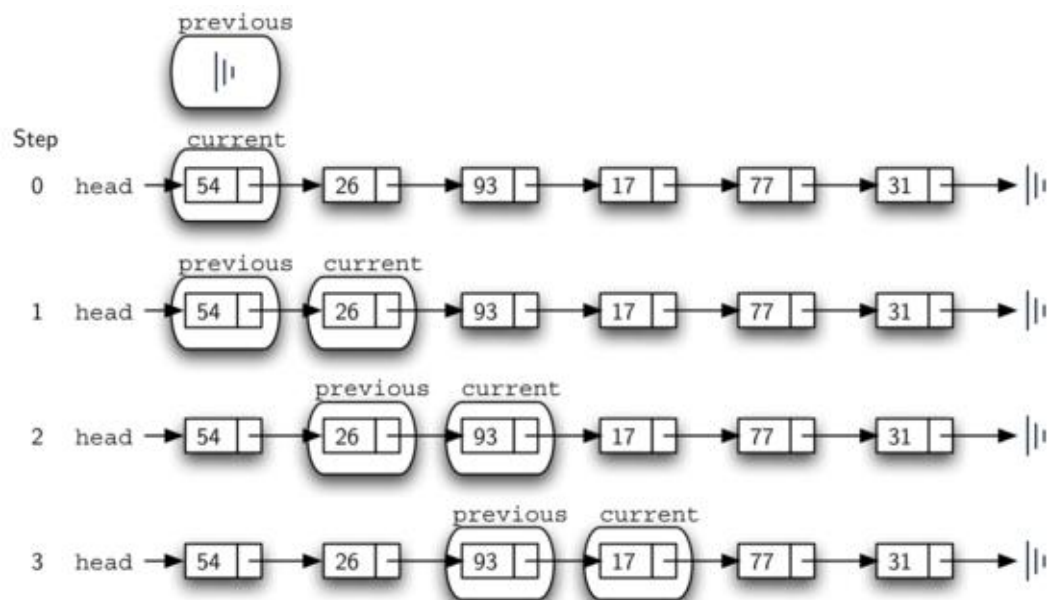 previous
Step current
0 head 54 26 93 17 77 31
previous current
1 head 54 26 93 17 77 31
previous current
2 head 54 26 93 17 77 31
previous current
3 head 54 26 93 17 77 31